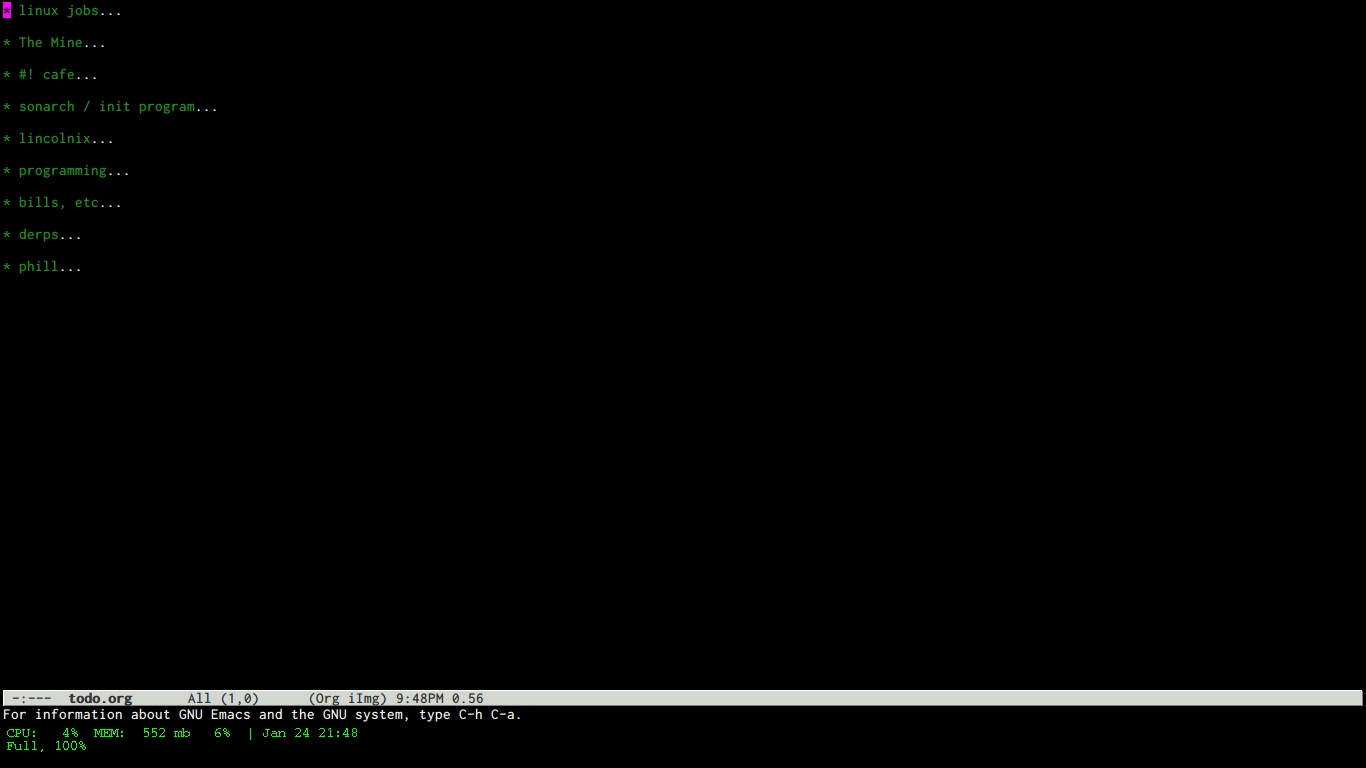 * linux jobs...
* The Mine...
* #! cafe...
* sonarch / init program...
* lincolnix...
* programming...
* bills, etc...
* derps...
* phill...
-:--- todo.org All (1,0) (Org iImg) 9:48PM 0.56
For information about GNU Emacs and the GNU system, type C-h C-a.
CPU: 4% MEM: 552 mb 6% | Jan 24 21:48
Full, 100%